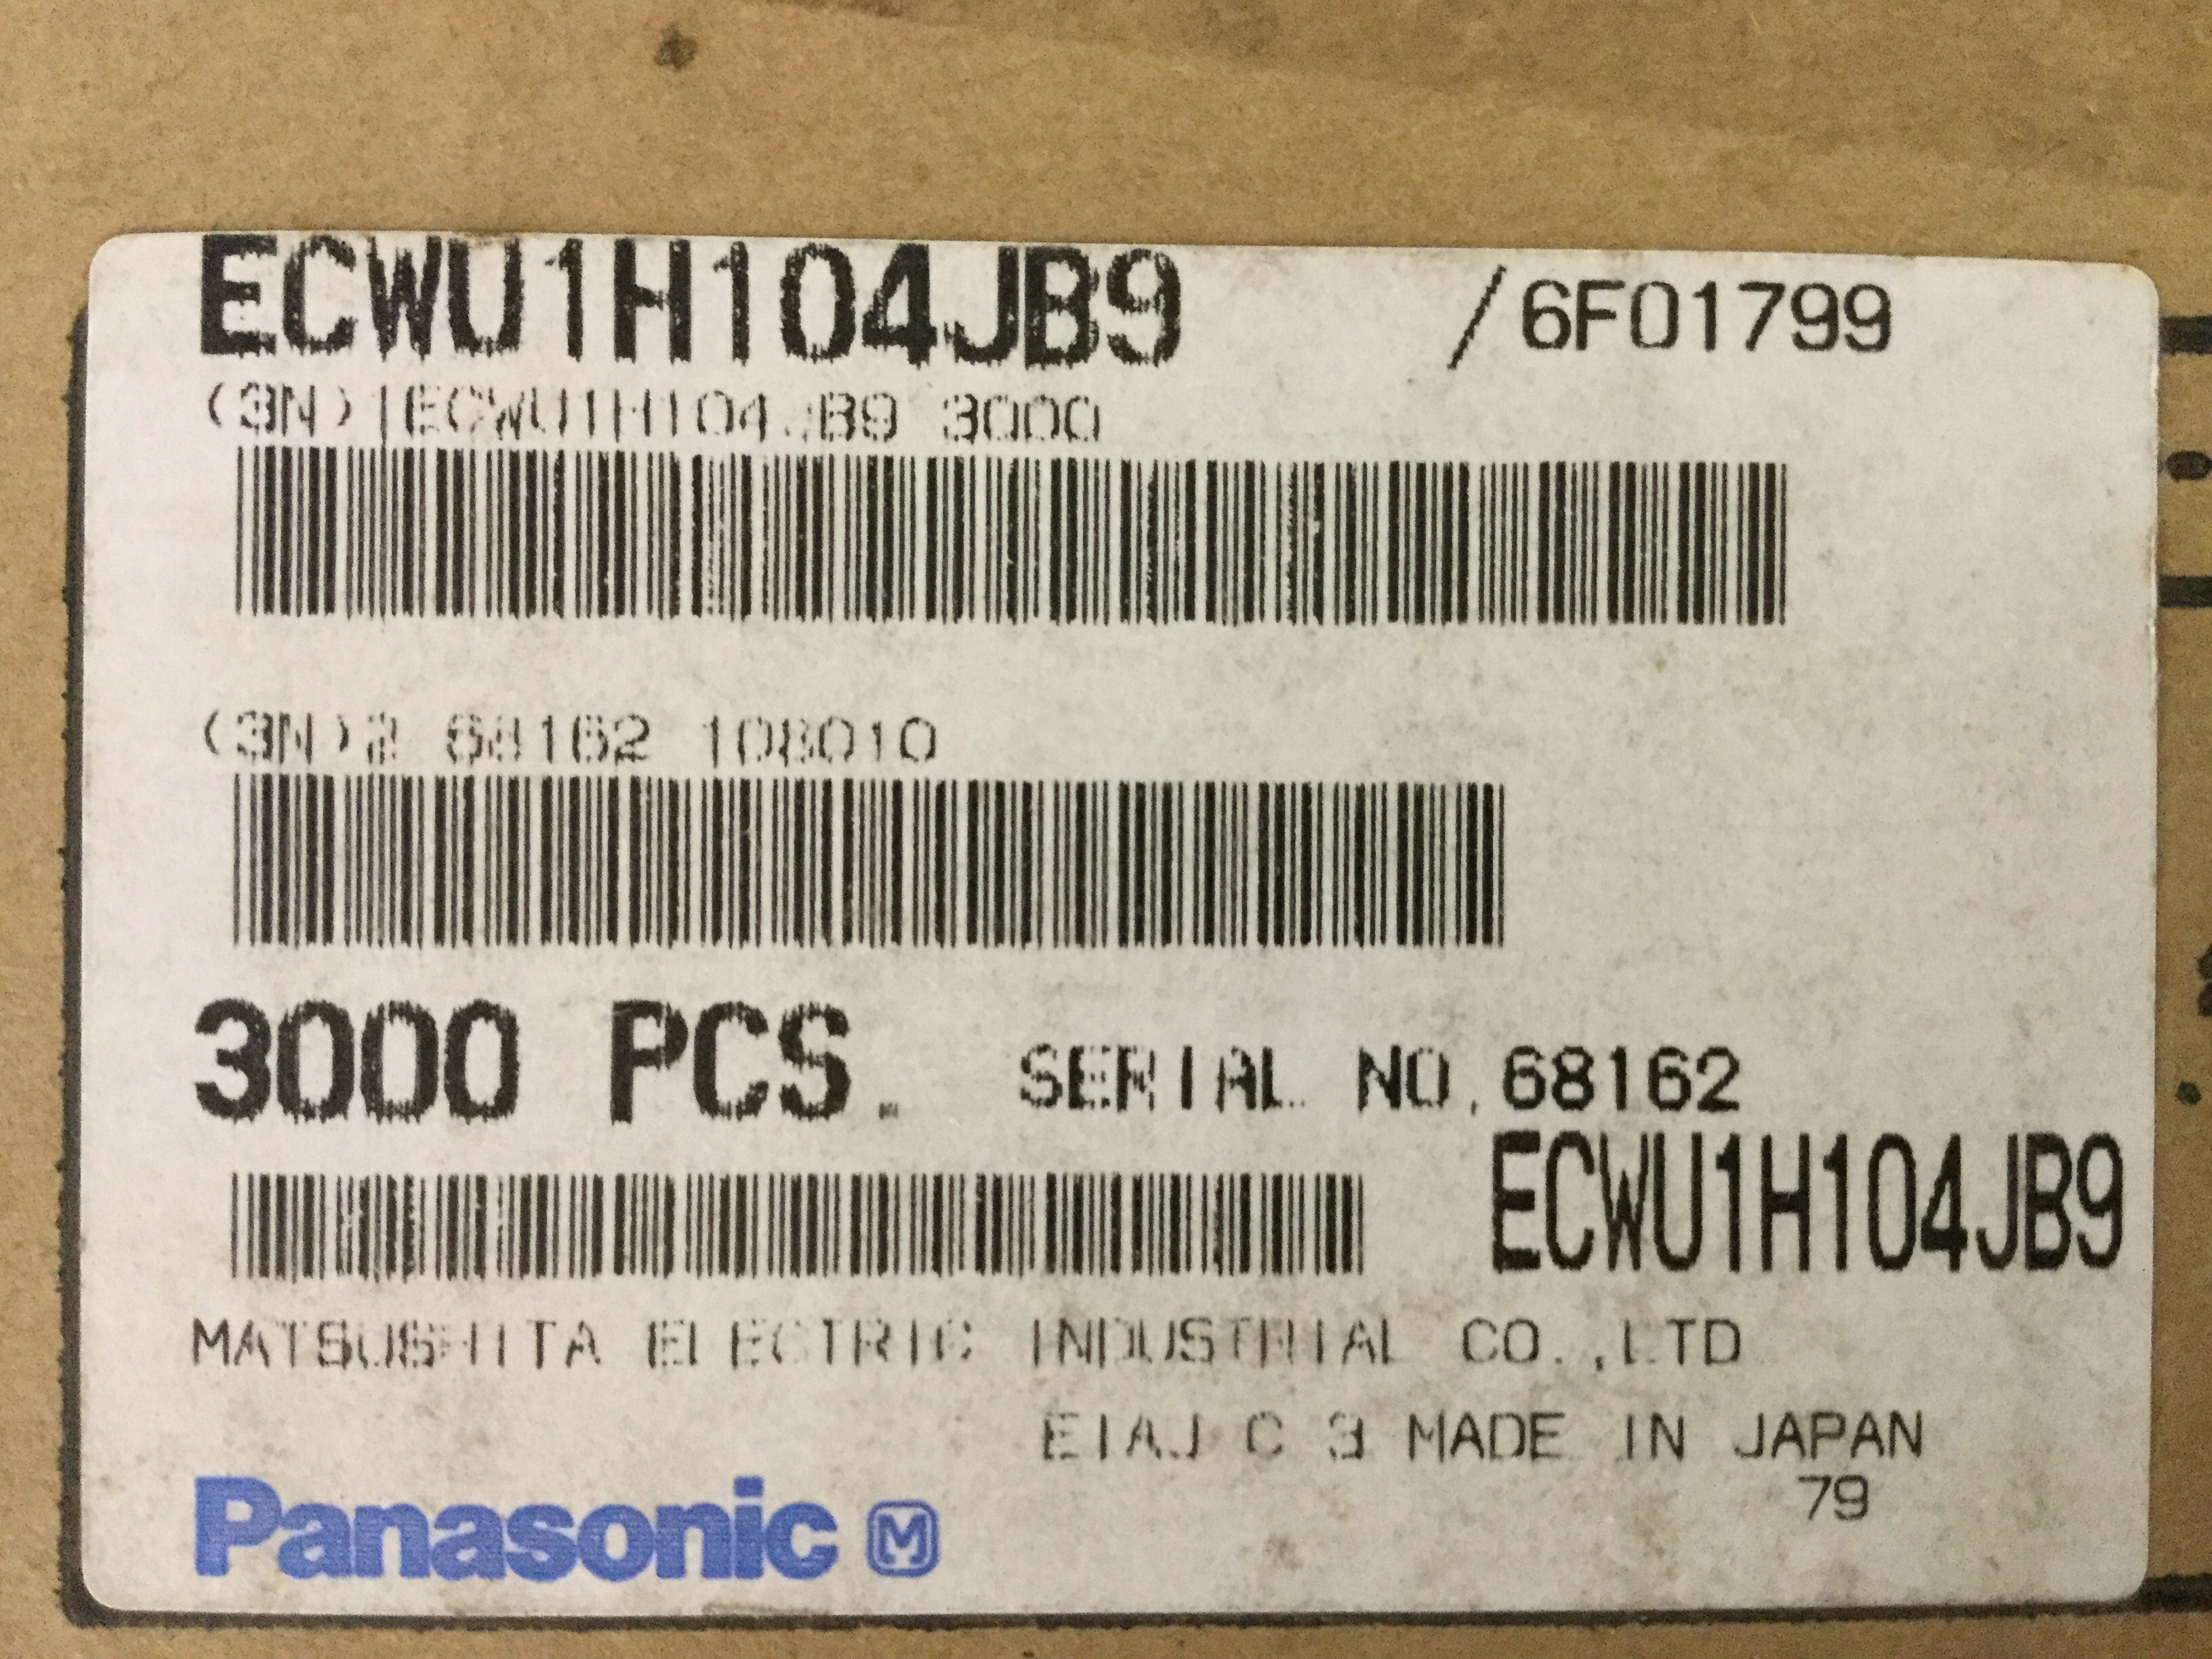 ECWU1H104JB9 /6F01799
(3N)1ECWU1H104JB9 3000
(3N)2 68162 108010
3000 PCS. SERIAL NO.68162
ECWU1H104JB9
MATSUSHITA ELECTRIC INDUSTRIAL CO.,LTD
EIAJ C 3 MADE IN JAPAN
79
Panasonic M